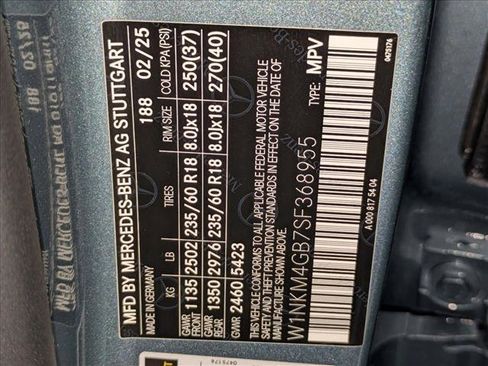 MFD BY MERCEDES-BENZ AG STUTTGART
MADE IN GERMANY 188 02/25
KG LB TIRES RIM SIZE COLD KPA(PSI)
GAWR FRONT 1135 2502 235/60 R18 8.0Jx18 250(37)
GAWR REAR 1350 2976 235/60 R18 8.0Jx18 270(40)
GVWR 2460 5423
THIS VEHICLE CONFORMS TO ALL APPLICABLE FEDERAL MOTOR VEHICLE
SAFETY AND THEFT PREVENTION STANDARDS IN EFFECT ON THE DATE OF
MANUFACTURE SHOWN ABOVE.
W1NKM4GB7SF368955 TYPE: MPV
A 000 817 54 04
0475176
0475176